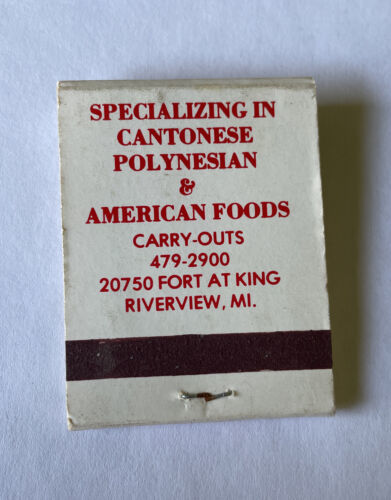 SPECIALIZING IN
CANTONESE
POLYNESIAN
&
AMERICAN FOODS
CARRY-OUTS
479-2900
20750 FORT AT KING
RIVERVIEW, MI.